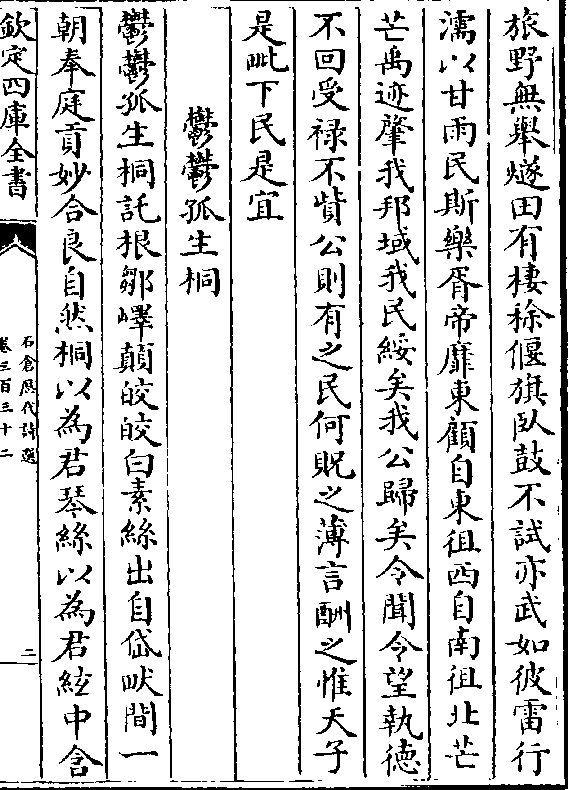 旅野無舉燧田有棲稌偃旗臥鼓不試亦武如彼雷行
濡以甘雨民斯樂胥帝靡東顧自東徂西自南徂北芒
芒禹迹肇我邦域我民綏矣我公歸矣令聞令望執德
不回受禄不貲公則有之民何貺之薄言酬之惟天子
是毗下民是宜
鬱鬱孤生桐
鬱鬱孤生桐託根鄒嶧顛皎皎白素絲出自岱畎間一
朝奉庭貢妙合良自然桐以為君琴絲以為君絃中含
欽定四庫全書
石倉歷代詩選
卷三百三十二
二